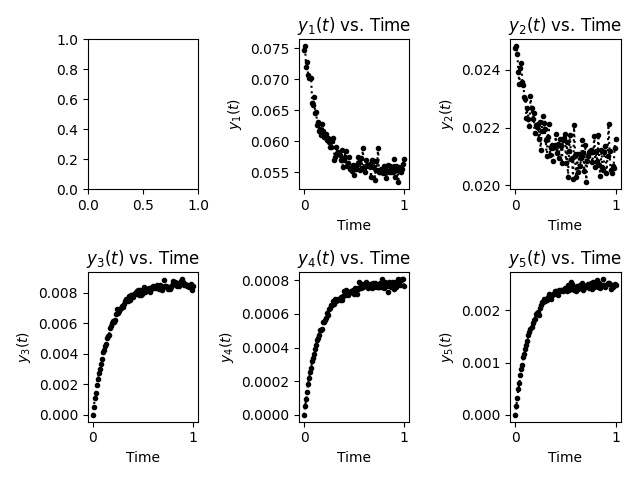 y₁(t) vs. Time
y₂(t) vs. Time
1.0
0.8
0.6
0.4
0.2
0.0
0.0 0.5 1.0
0.075
0.070
0.065
0.060
0.055
y₁(t)
0 1
Time
0.024
0.022
0.020
y₂(t)
0 1
Time
y₃(t) vs. Time
y₄(t) vs. Time
y₅(t) vs. Time
0.008
0.006
0.004
0.002
0.000
y₃(t)
0 1
Time
0.0008
0.0006
0.0004
0.0002
0.0000
y₄(t)
0 1
Time
0.002
0.001
0.000
y₅(t)
0 1
Time